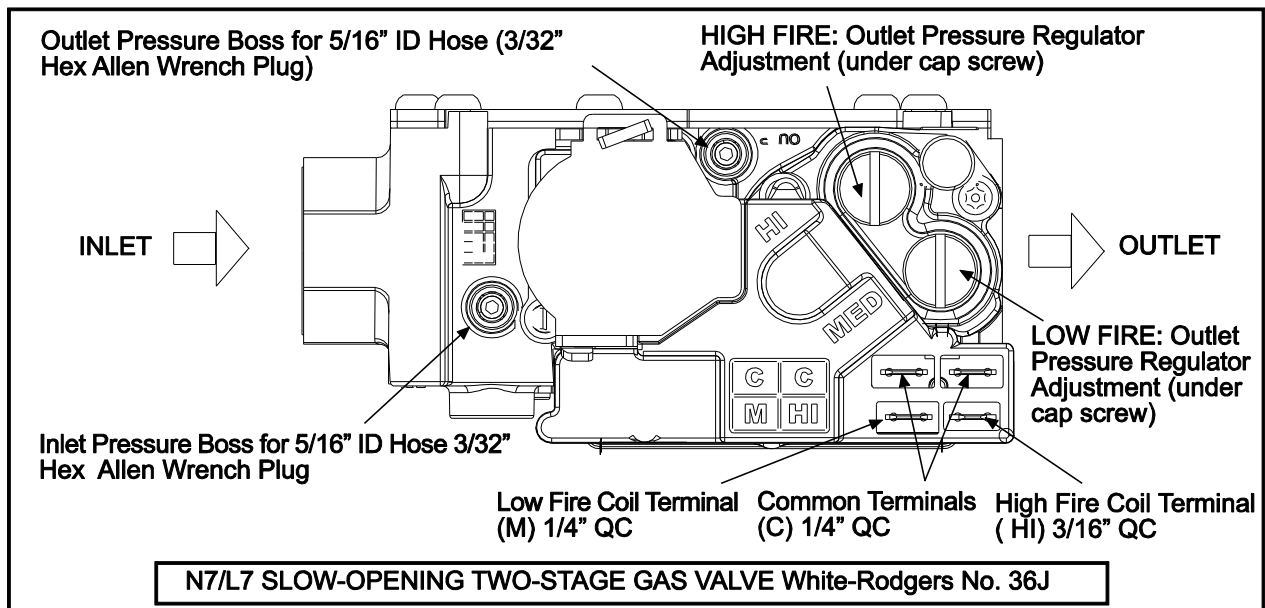 Outlet Pressure Boss for 5/16” ID Hose (3/32”
Hex Allen Wrench Plug)
HIGH FIRE: Outlet Pressure Regulator
Adjustment (under cap screw)
no
HI
INLET
OUTLET
MED
LOW FIRE: Outlet
Pressure Regulator
Adjustment (under
cap screw)
C C
M HI
Inlet Pressure Boss for 5/16” ID Hose 3/32”
Hex Allen Wrench Plug
Low Fire Coil Terminal
(M) 1/4” QC
Common Terminals
(C) 1/4” QC
High Fire Coil Terminal
( HI) 3/16” QC
N7/L7 SLOW-OPENING TWO-STAGE GAS VALVE White-Rodgers No. 36J